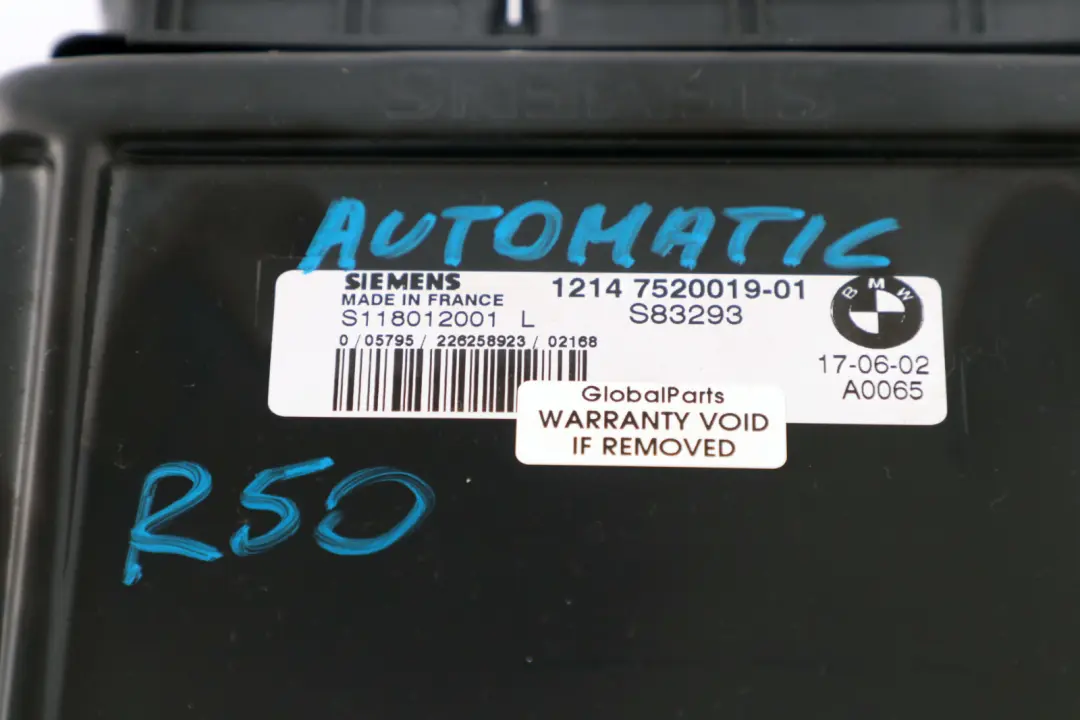 SIEMENS
AUTOMATIC
SIEMENS
MADE IN FRANCE
S118012001 L
0/05795/226258923/02168
1214 7520019-01
S83293
BMW
17-06-02
A0065
GlobalParts
WARRANTY VOID
IF REMOVED
R50